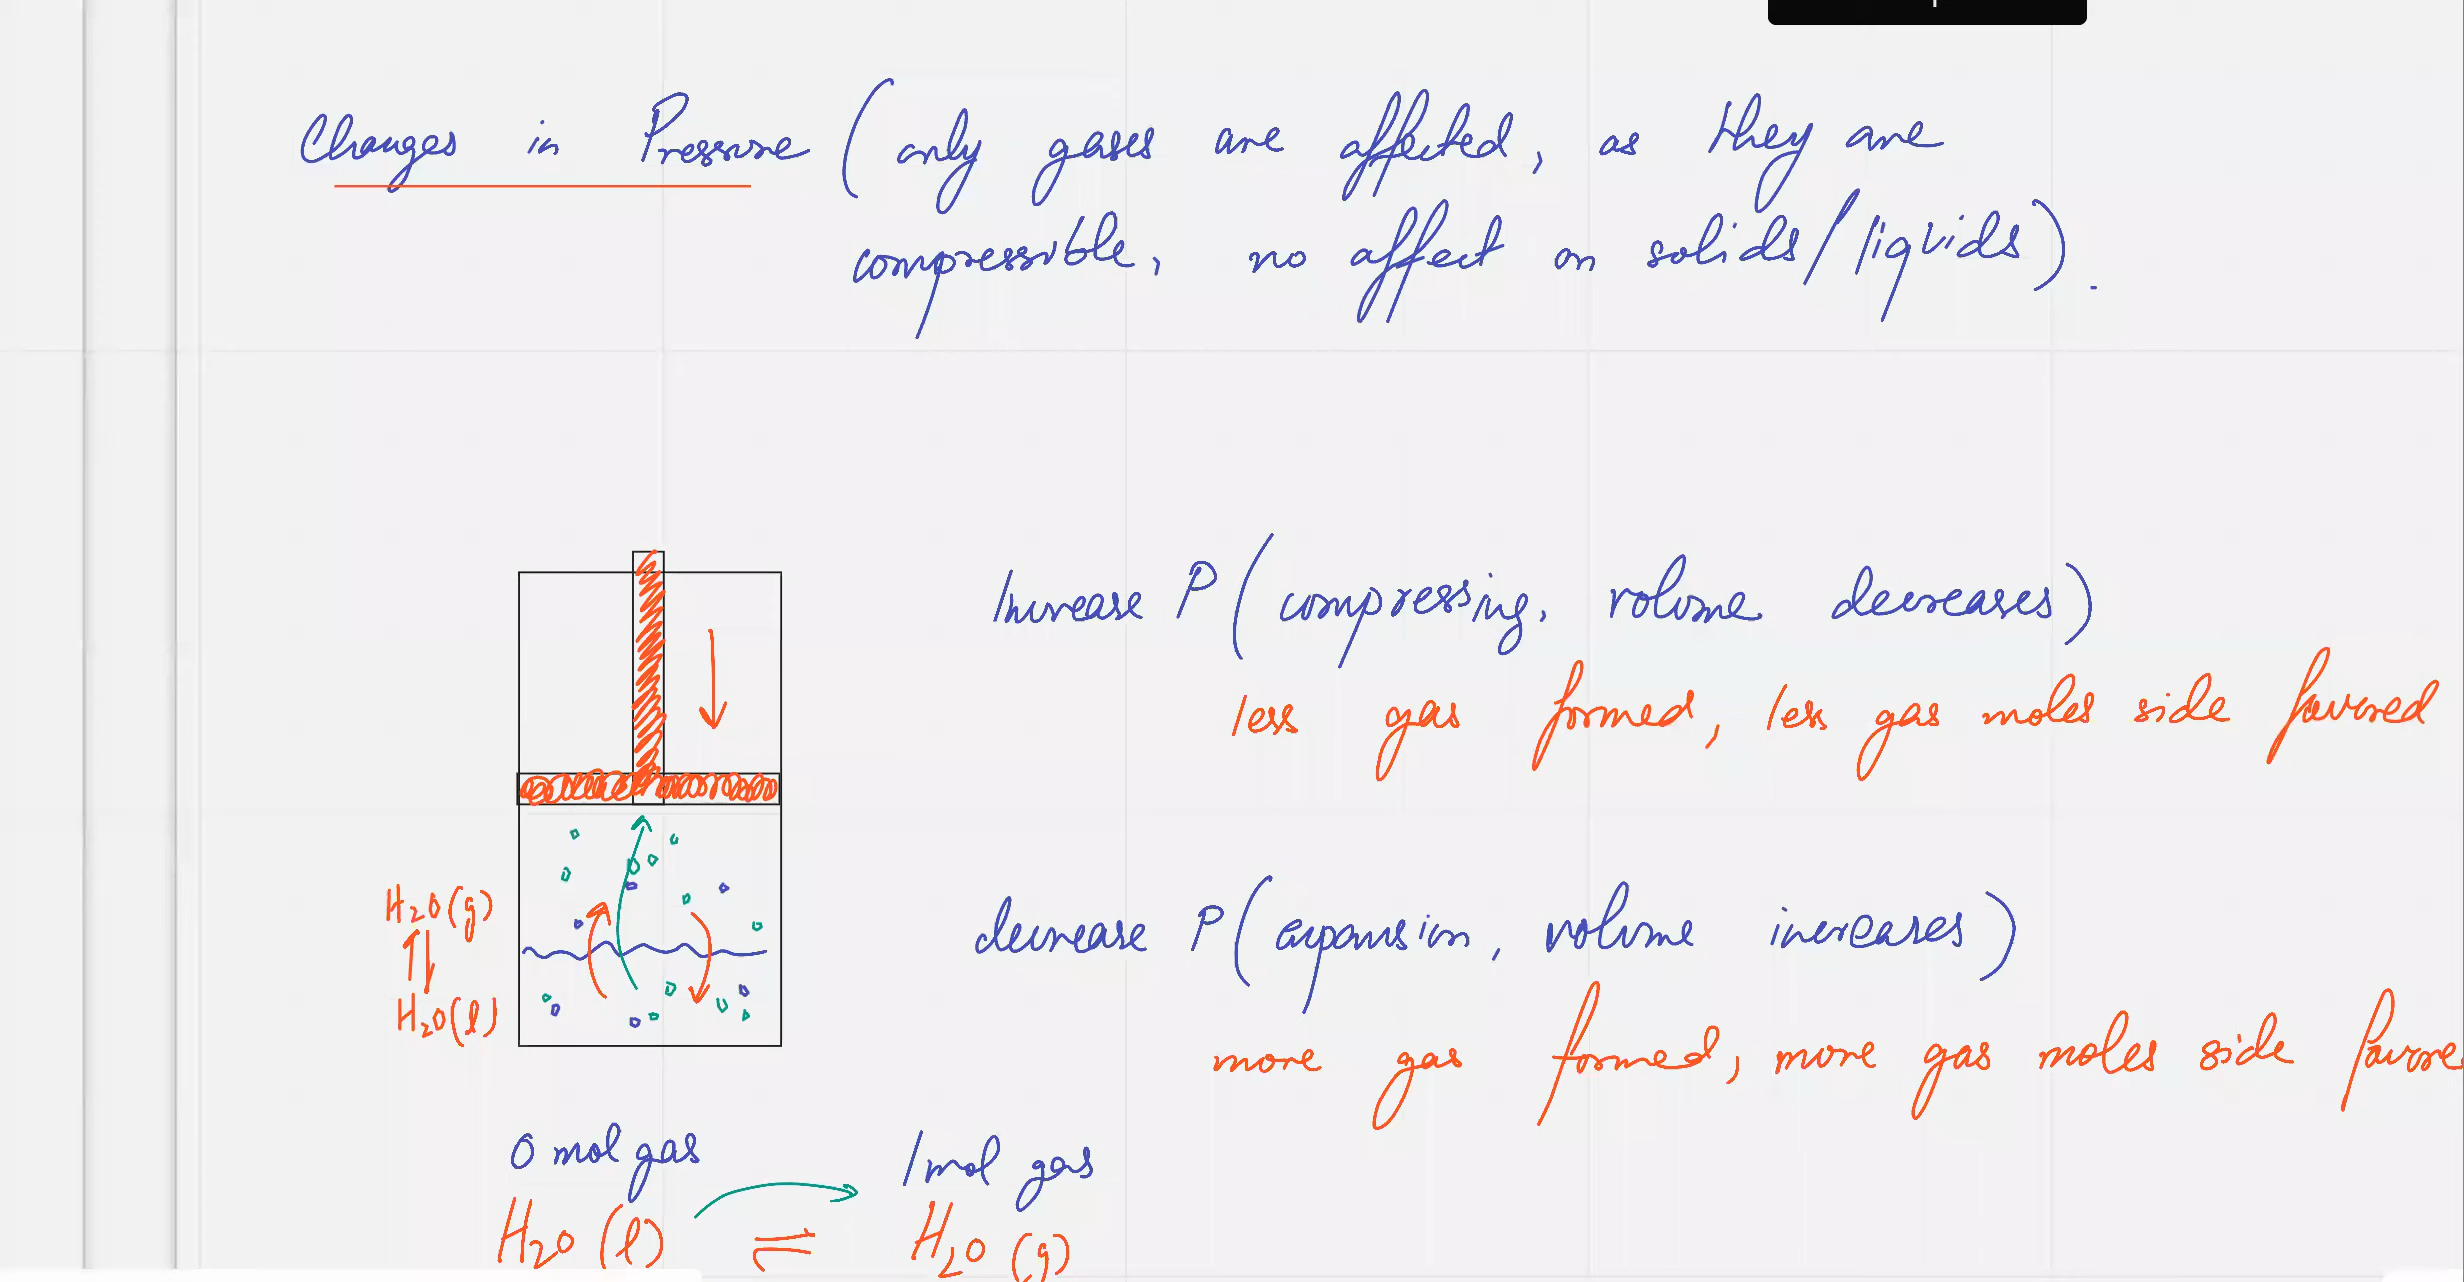 Changes in Pressure (only gases are affected, as they are
compressible, no affect on solids/liquids).
Increase P (compressing, volume decreases)
less gas formed, less gas moles side favored
H2O(g)
⇅
H2O(l)
decrease P (expansion, volume increases)
more gas formed, more gas moles side favore
0 mol gas 1 mol gas
H2O (l) ⇌ H2O (g)